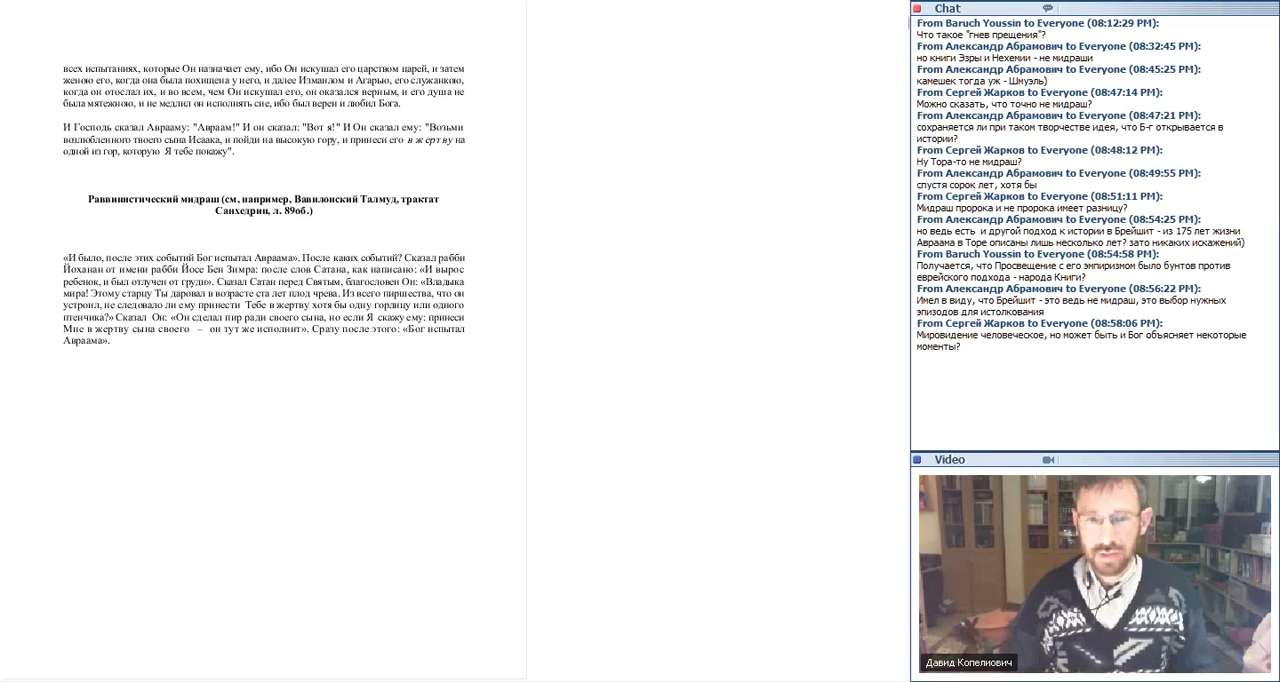 всех испытаниях, которые Он назначает ему, ибо Он искушал его царством царей, и затем
женою его, когда она была похищена у него, и далее Измаилом и Агарью, его служанкою,
когда он отослал их, и во всем, чем Он искушал его, он оказался верным, и его душа не
была мятежною, и не медлил он исполнять сие, ибо был верен и любил Бога.
И Господь сказал Аврааму: "Авраам!" И он сказал: "Вот я!" И Он сказал ему: "Возьми
возлюбленного твоего сына Исаака, и пойди на высокую гору, и принеси его в жертву на
одной из гор, которую Я тебе покажу".
Раввинистический мидраш (см, например, Вавилонский Талмуд, трактат
Санхедрин, л. 89об.)
«И было, после этих событий Бог испытал Авраама». После каких событий? Сказал рабби
Йоханан от имени рабби Йосе Бен Зимра: после слов Сатана, как написано: «И вырос
ребенок, и был отлучен от груди». Сказал Сатан перед Святым, благословен Он: «Владыка
мира! Этому старцу Ты даровал в возрасте ста лет плод чрева. Из всего пиршества, что он
устроил, не следовало ли ему принести Тебе в жертву хотя бы одну горлицу или одного
птенчика?» Сказал Он: «Он сделал пир ради своего сына, но если Я скажу ему: принеси
Мне в жертву сына своего – он тут же исполнит». Сразу после этого: «Бог испытал
Авраама».
Chat
From Baruch Youssin to Everyone (08:12:29 PM):
Что такое "гнев прещения"?
From Александр Абрамович to Everyone (08:32:45 PM):
но книги Эзры и Нехемии - не мидраши
From Александр Абрамович to Everyone (08:45:25 PM):
камешек тогда уж - Шмуэль)
From Сергей Жарков to Everyone (08:47:14 PM):
Можно сказать, что точно не мидраш?
From Александр Абрамович to Everyone (08:47:21 PM):
сохраняется ли при таком творчестве идея, что Б-г открывается в
истории?
From Сергей Жарков to Everyone (08:48:12 PM):
Ну Тора-то не мидраш?
From Александр Абрамович to Everyone (08:49:55 PM):
спустя сорок лет, хотя бы
From Сергей Жарков to Everyone (08:51:11 PM):
Мидраш пророка и не пророка имеет разницу?
From Александр Абрамович to Everyone (08:54:25 PM):
но ведь есть и другой подход к истории в Брейшит - из 175 лет жизни
Авраама в Торе описаны лишь несколько лет? зато никаких искажений)
From Baruch Youssin to Everyone (08:54:58 PM):
Получается, что Просвещение с его эмпиризмом было бунтов против
еврейского подхода - народа Книги?
From Александр Абрамович to Everyone (08:56:22 PM):
Имел в виду, что Брейшит - это ведь не мидраш, это выбор нужных
эпизодов для истолкования
From Сергей Жарков to Everyone (08:58:06 PM):
Мировидение человеческое, но может быть и Бог объясняет некоторые
моменты?
Video
Давид Копелиович